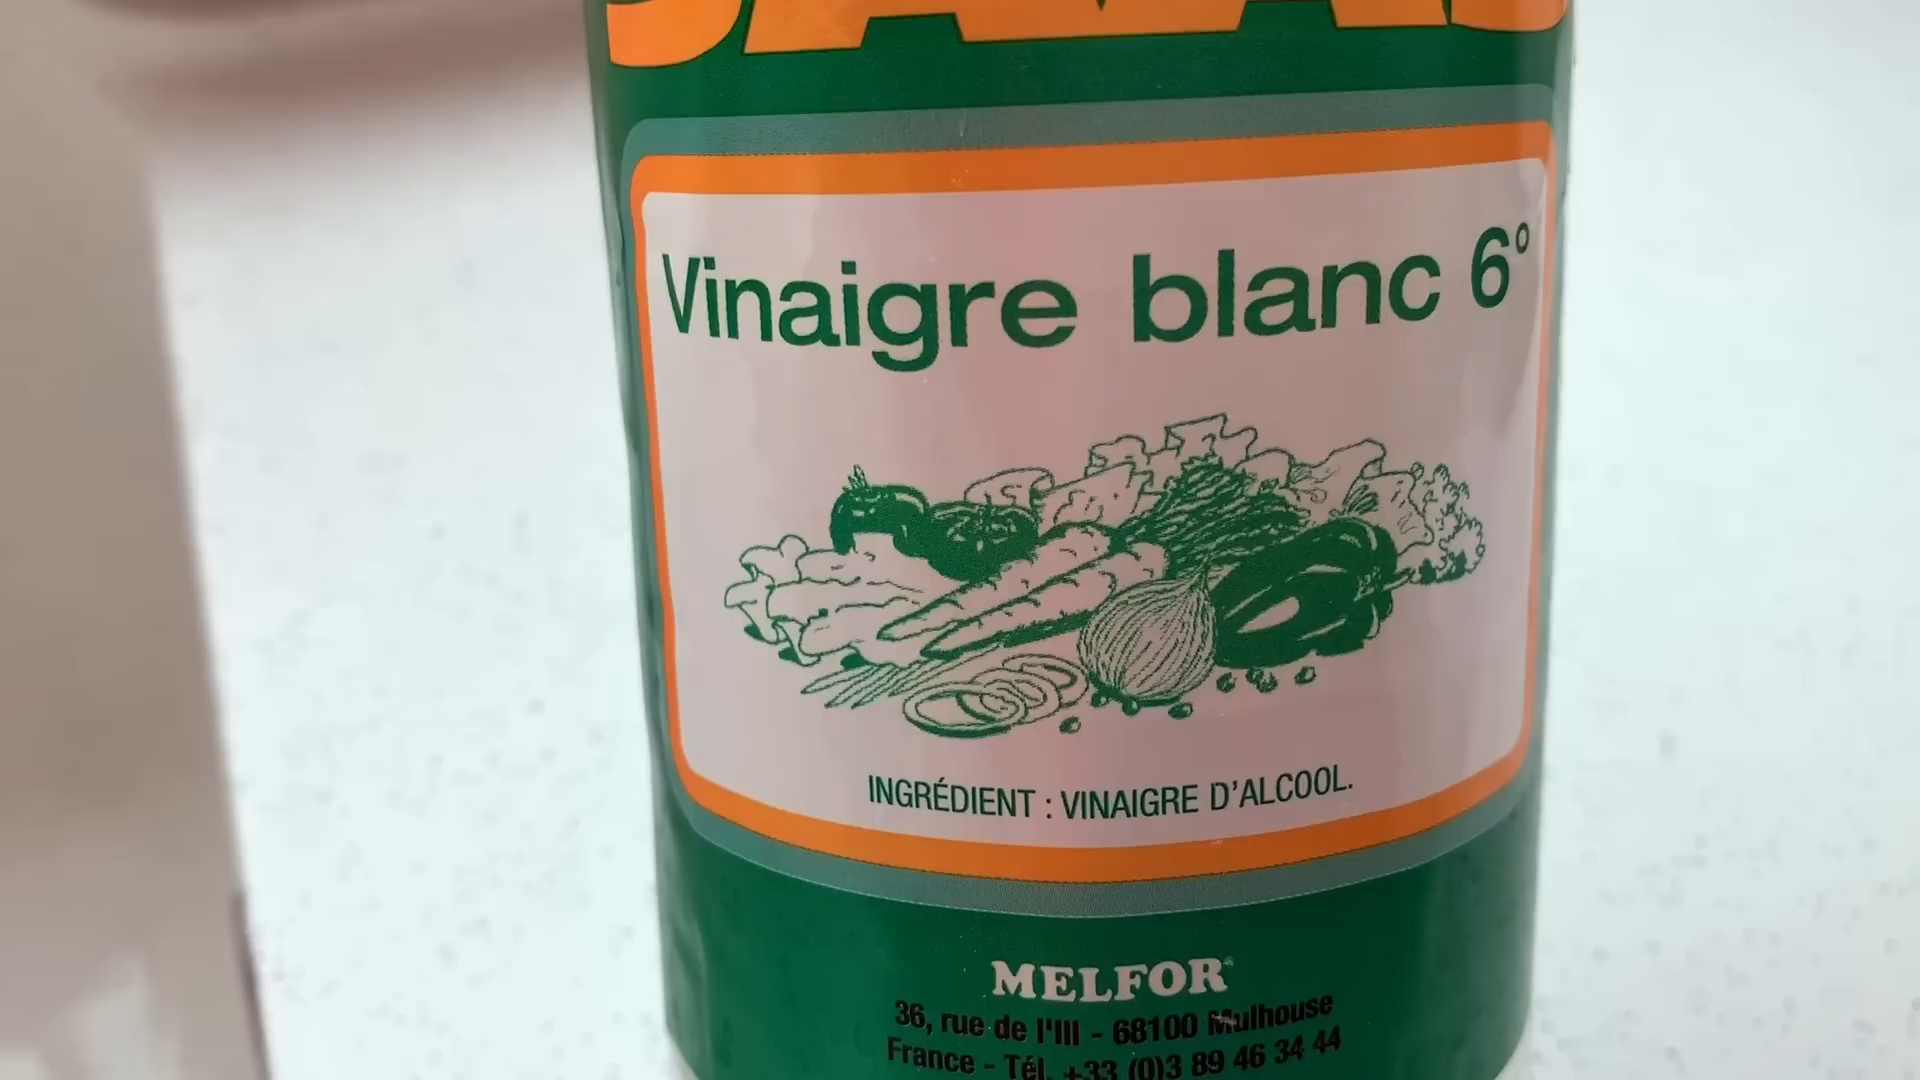 Vinaigre blanc 6°
INGRÉDIENT : VINAIGRE D'ALCOOL.
MELFOR
36, rue de l'Ill - 68100 Mulhouse
France - Tél. +33 (0)3 89 46 34 44